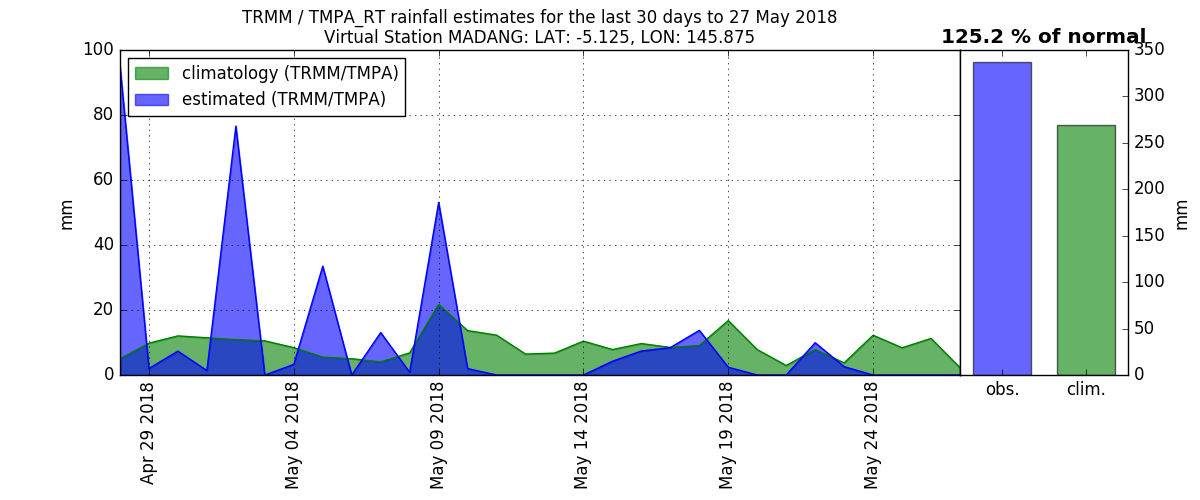 TRMM / TMPA_RT rainfall estimates for the last 30 days to 27 May 2018
Virtual Station MADANG: LAT: -5.125, LON: 145.875
125.2 % of normal
climatology (TRMM/TMPA)
estimated (TRMM/TMPA)
mm
100
80
60
40
20
0
Apr 29 2018
May 04 2018
May 09 2018
May 14 2018
May 19 2018
May 24 2018
obs.
clim.
350
300
250
200
150
100
50
0
mm